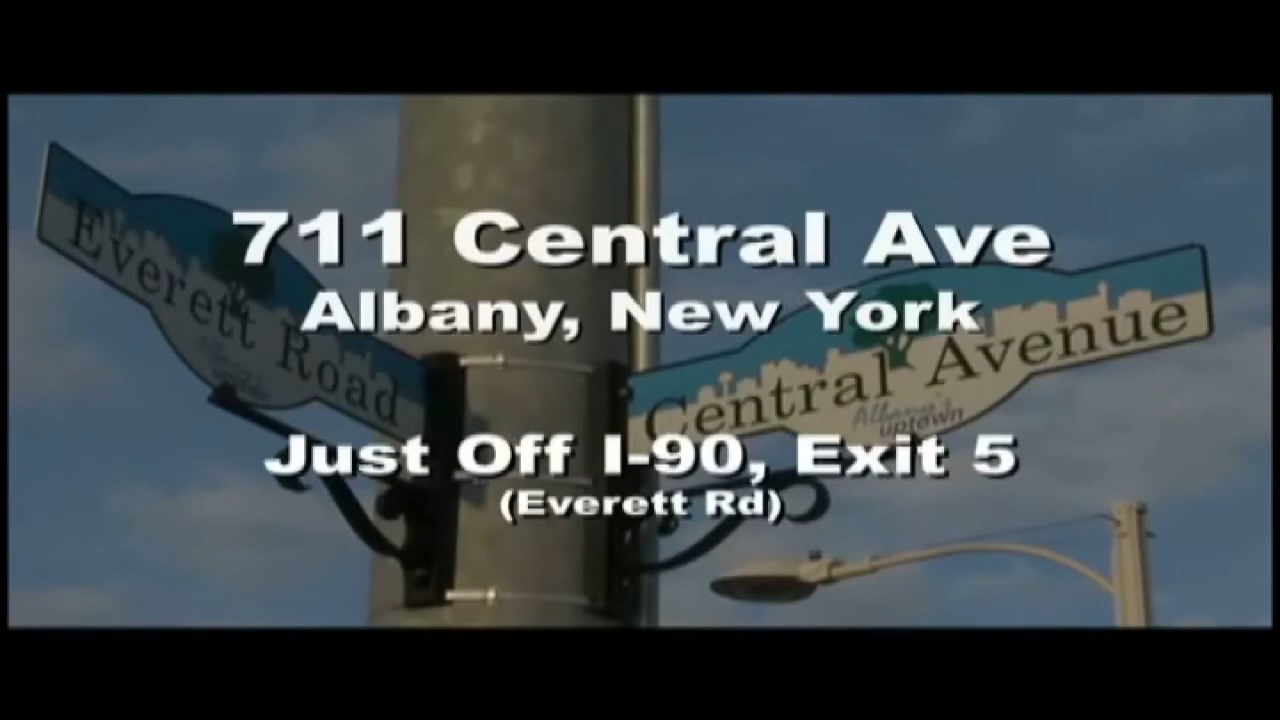 711 Central Ave
Albany, New York
Just Off I-90, Exit 5
(Everett Rd)
Everett Road
Central Avenue
Albany's
uptown